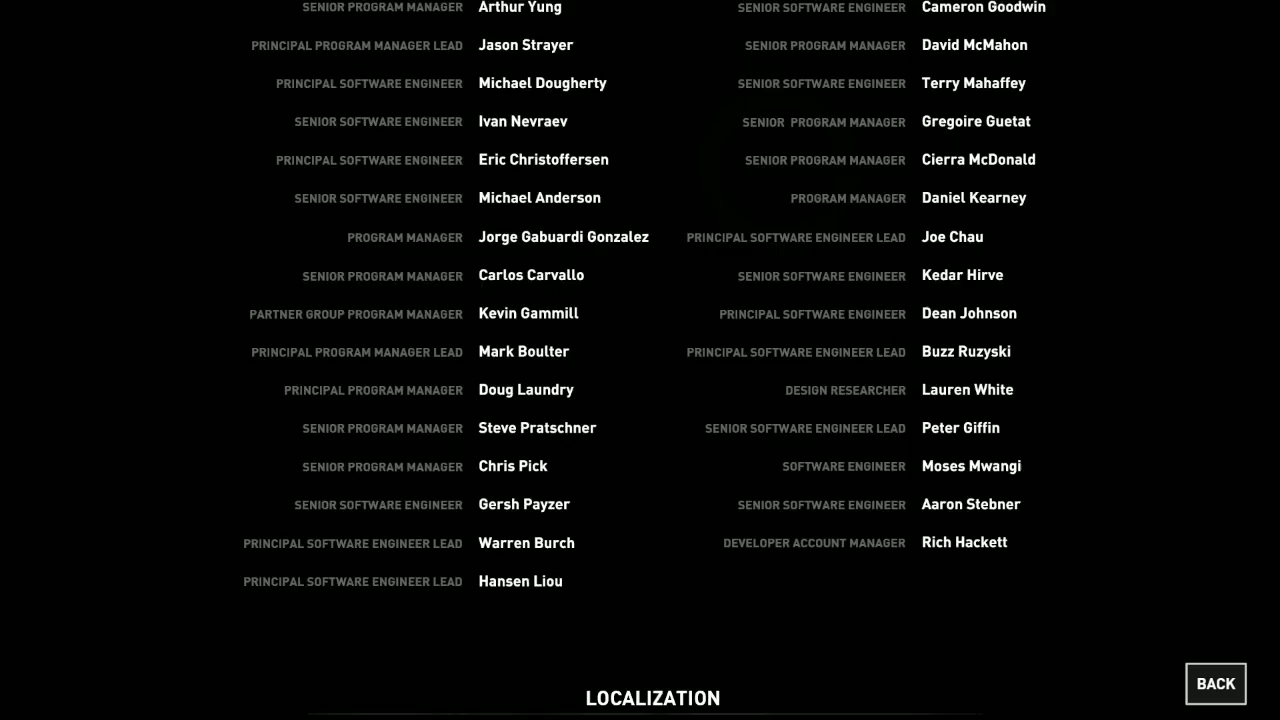 SENIOR PROGRAM MANAGER Arthur Yung SENIOR SOFTWARE ENGINEER Cameron Goodwin
PRINCIPAL PROGRAM MANAGER LEAD Jason Strayer SENIOR PROGRAM MANAGER David McMahon
PRINCIPAL SOFTWARE ENGINEER Michael Dougherty SENIOR SOFTWARE ENGINEER Terry Mahaffey
SENIOR SOFTWARE ENGINEER Ivan Nevraev SENIOR PROGRAM MANAGER Gregoire Guetat
PRINCIPAL SOFTWARE ENGINEER Eric Christoffersen SENIOR PROGRAM MANAGER Cierra McDonald
SENIOR SOFTWARE ENGINEER Michael Anderson PROGRAM MANAGER Daniel Kearney
PROGRAM MANAGER Jorge Gabuardi Gonzalez PRINCIPAL SOFTWARE ENGINEER LEAD Joe Chau
SENIOR PROGRAM MANAGER Carlos Carvallo SENIOR SOFTWARE ENGINEER Kedar Hirve
PARTNER GROUP PROGRAM MANAGER Kevin Gammill PRINCIPAL SOFTWARE ENGINEER Dean Johnson
PRINCIPAL PROGRAM MANAGER LEAD Mark Boulter PRINCIPAL SOFTWARE ENGINEER LEAD Buzz Ruzyski
PRINCIPAL PROGRAM MANAGER Doug Laundry DESIGN RESEARCHER Lauren White
SENIOR PROGRAM MANAGER Steve Pratschner SENIOR SOFTWARE ENGINEER LEAD Peter Giffin
SENIOR PROGRAM MANAGER Chris Pick SOFTWARE ENGINEER Moses Mwangi
SENIOR SOFTWARE ENGINEER Gersh Payzer SENIOR SOFTWARE ENGINEER Aaron Stebner
PRINCIPAL SOFTWARE ENGINEER LEAD Warren Burch DEVELOPER ACCOUNT MANAGER Rich Hackett
PRINCIPAL SOFTWARE ENGINEER LEAD Hansen Liou
BACK
LOCALIZATION